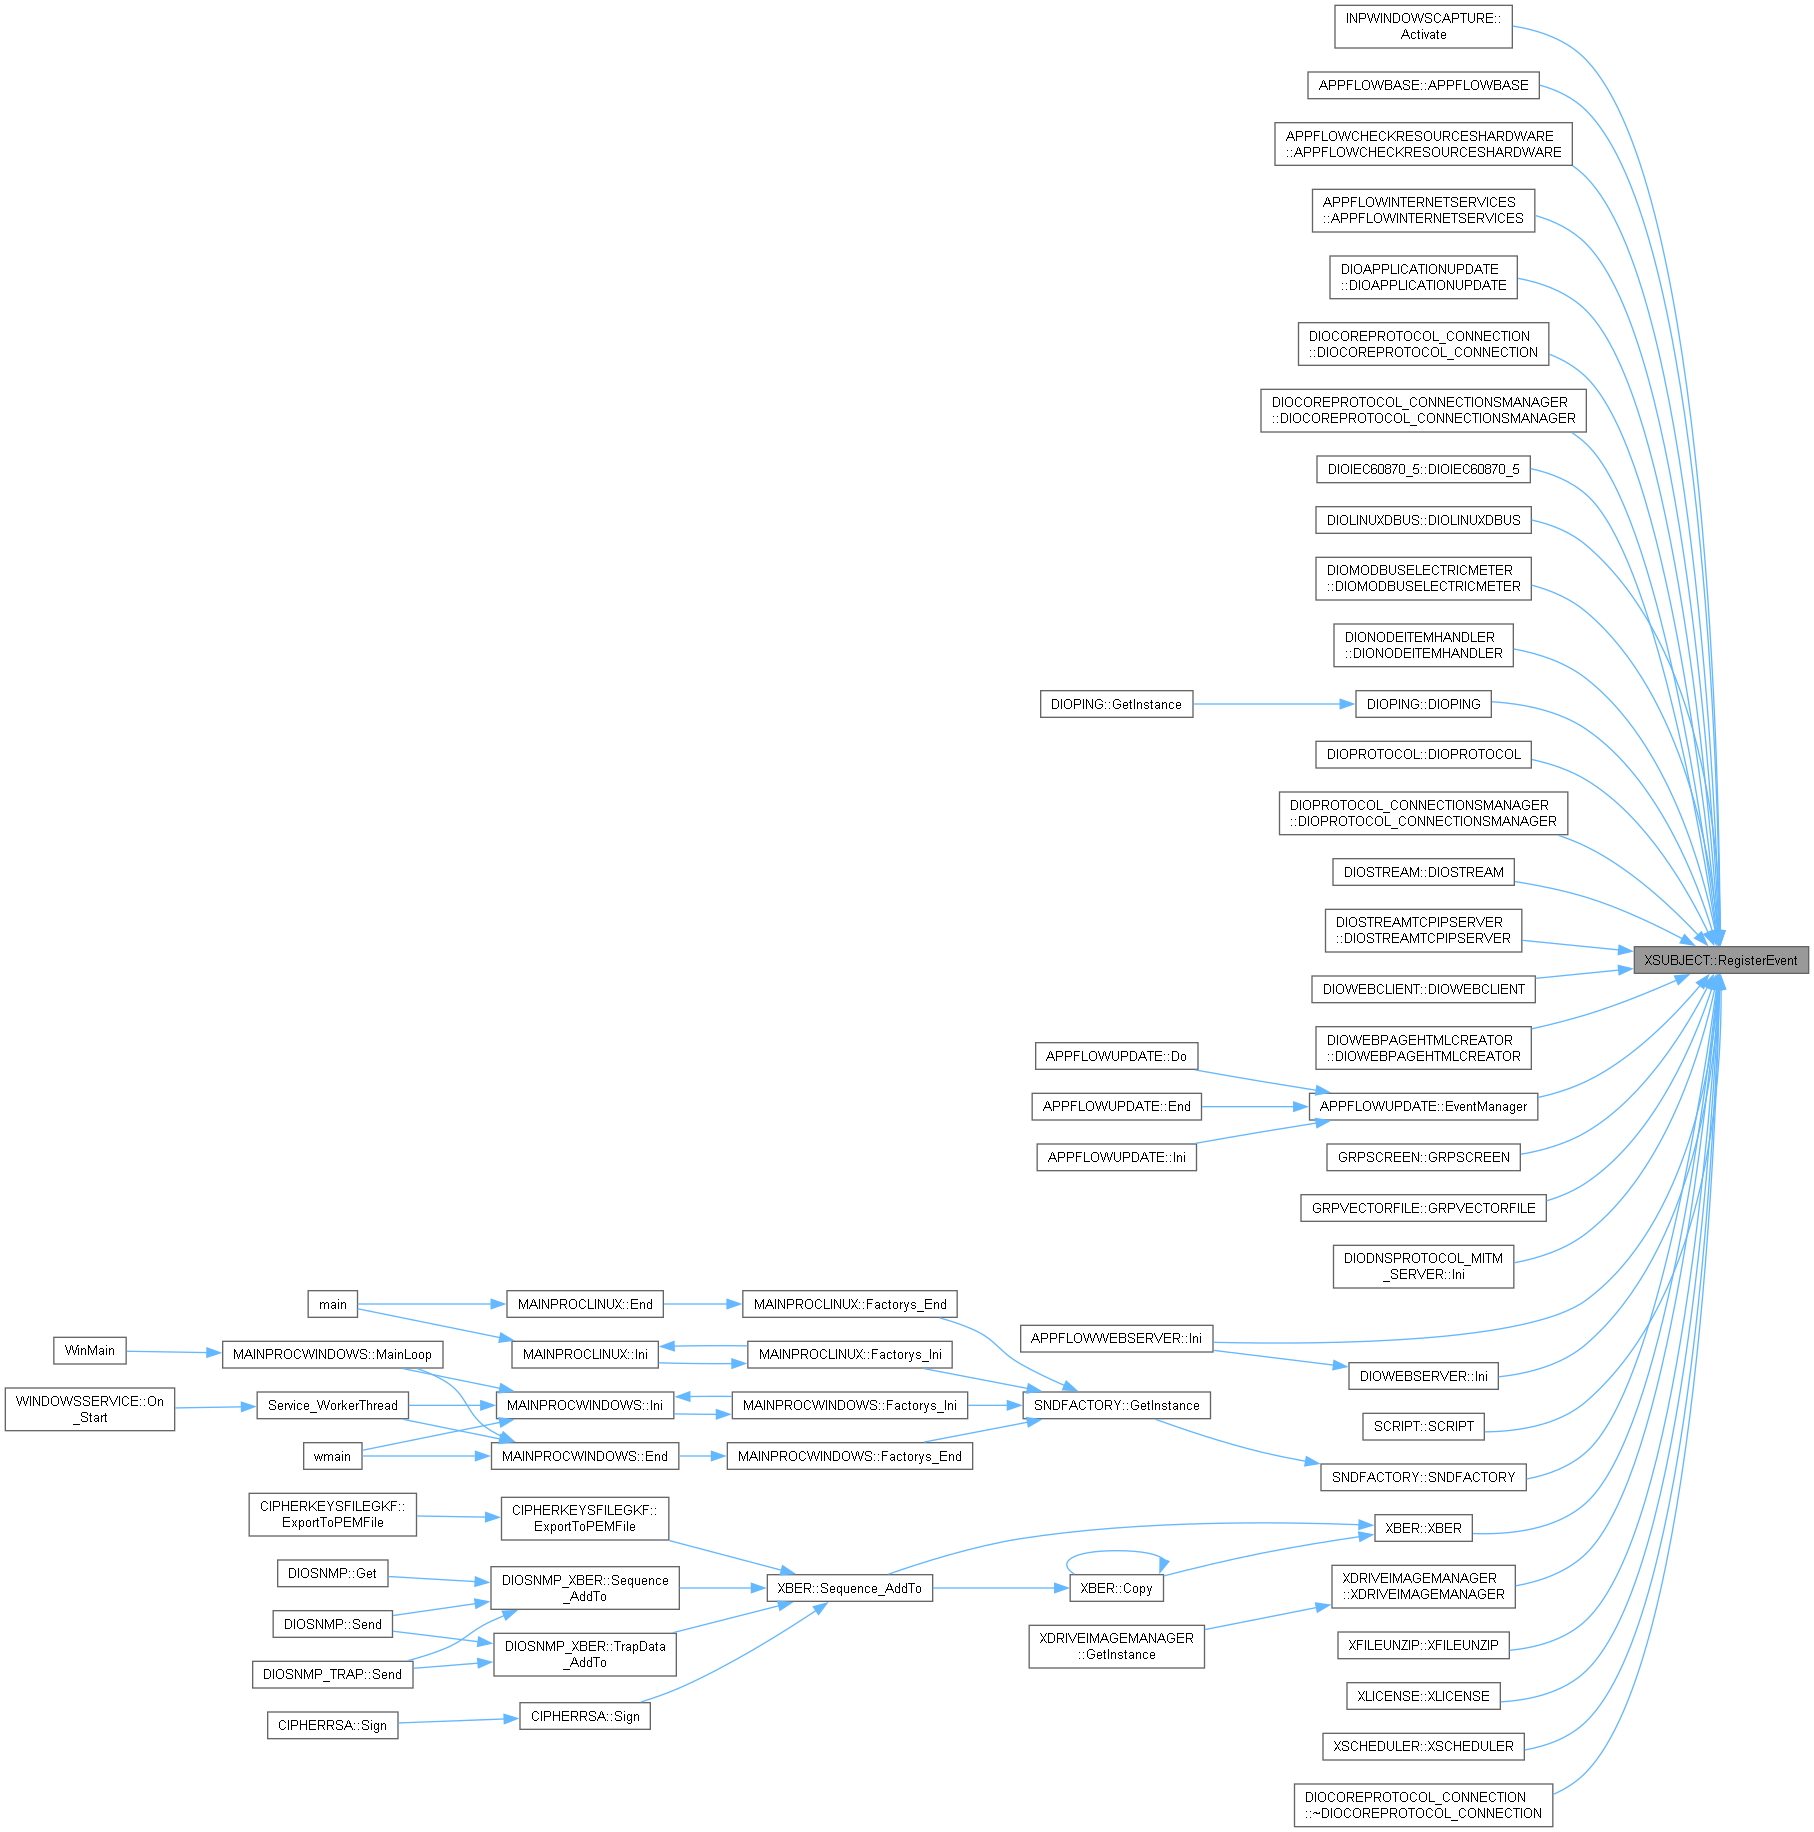 INPWINDOWSCAPTURE::
Activate
APPFLOWBASE::APPFLOWBASE
APPFLOWCHECKRESOURCESHARDWARE
::APPFLOWCHECKRESOURCESHARDWARE
APPFLOWINTERNETSERVICES
::APPFLOWINTERNETSERVICES
DIOAPPLICATIONUPDATE
::DIOAPPLICATIONUPDATE
DIOCOREPROTOCOL_CONNECTION
::DIOCOREPROTOCOL_CONNECTION
DIOCOREPROTOCOL_CONNECTIONSMANAGER
::DIOCOREPROTOCOL_CONNECTIONSMANAGER
DIOIEC60870_5::DIOIEC60870_5
DIOLINUXDBUS::DIOLINUXDBUS
DIOMODBUSELECTRICMETER
::DIOMODBUSELECTRICMETER
DIONODEITEMHANDLER
::DIONODEITEMHANDLER
DIOPING::GetInstance
DIOPING::DIOPING
DIOPROTOCOL::DIOPROTOCOL
DIOPROTOCOL_CONNECTIONSMANAGER
::DIOPROTOCOL_CONNECTIONSMANAGER
DIOSTREAM::DIOSTREAM
DIOSTREAMTCPIPSERVER
::DIOSTREAMTCPIPSERVER
XSUBJECT::RegisterEvent
DIOWEBCLIENT::DIOWEBCLIENT
DIOWEBPAGEHTMLCREATOR
::DIOWEBPAGEHTMLCREATOR
APPFLOWUPDATE::Do
APPFLOWUPDATE::End
APPFLOWUPDATE::EventManager
APPFLOWUPDATE::Ini
GRPSCREEN::GRPSCREEN
GRPVECTORFILE::GRPVECTORFILE
DIODNSPROTOCOL_MITM
_SERVER::Ini
main
MAINPROCLINUX::End
MAINPROCLINUX::Factorys_End
APPFLOWWEBSERVER::Ini
WinMain
MAINPROCWINDOWS::MainLoop
MAINPROCLINUX::Ini
MAINPROCLINUX::Factorys_Ini
DIOWEBSERVER::Ini
WINDOWSSERVICE::On
_Start
Service_WorkerThread
MAINPROCWINDOWS::Ini
MAINPROCWINDOWS::Factorys_Ini
SNDFACTORY::GetInstance
SCRIPT::SCRIPT
wmain
MAINPROCWINDOWS::End
MAINPROCWINDOWS::Factorys_End
SNDFACTORY::SNDFACTORY
CIPHERKEYSFILEGKF::
ExportToPEMFile
CIPHERKEYSFILEGKF::
ExportToPEMFile
XBER::XBER
DIOSNMP::Get
DIOSNMP_XBER::Sequence
_AddTo
XBER::Sequence_AddTo
XBER::Copy
XDRIVEIMAGEMANAGER
::XDRIVEIMAGEMANAGER
DIOSNMP::Send
DIOSNMP_XBER::TrapData
_AddTo
XDRIVEIMAGEMANAGER
::GetInstance
XFILEUNZIP::XFILEUNZIP
DIOSNMP_TRAP::Send
XLICENSE::XLICENSE
CIPHERRSA::Sign
CIPHERRSA::Sign
XSCHEDULER::XSCHEDULER
DIOCOREPROTOCOL_CONNECTION
::~DIOCOREPROTOCOL_CONNECTION